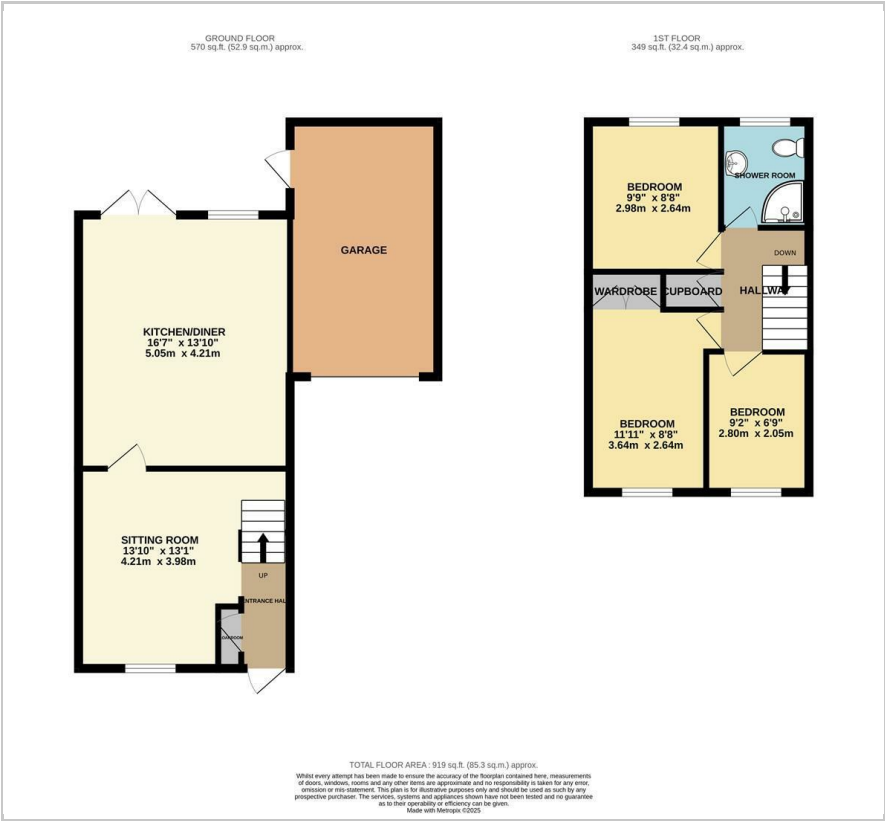 GROUND FLOOR
570 sq.ft. (52.9 sq.m.) approx.
1ST FLOOR
349 sq.ft. (32.4 sq.m.) approx.
GARAGE
KITCHEN/DINER
16'7" x 13'10"
5.05m x 4.21m
SITTING ROOM
13'10" x 13'1"
4.21m x 3.98m
UP
ENTRANCE HALL
BEDROOM
9'9" x 8'8"
2.98m x 2.64m
SHOWER ROOM
DOWN
WARDROBE
CUPBOARD
HALLWAY
BEDROOM
11'11" x 8'8"
3.64m x 2.64m
BEDROOM
9'2" x 6'9"
2.80m x 2.05m
TOTAL FLOOR AREA : 919 sq.ft. (85.3 sq.m.) approx.
Whilst every attempt has been made to ensure the accuracy of the floorplan contained here, measurements
of doors, windows, rooms and any other items are approximate and no responsibility is taken for any error,
omission or mis-statement. This plan is for illustrative purposes only and should be used as such by any
prospective purchaser. The services, systems and appliances shown have not been tested and no guarantee
as to their operability or efficiency can be given.
Made with Metropix ©2025